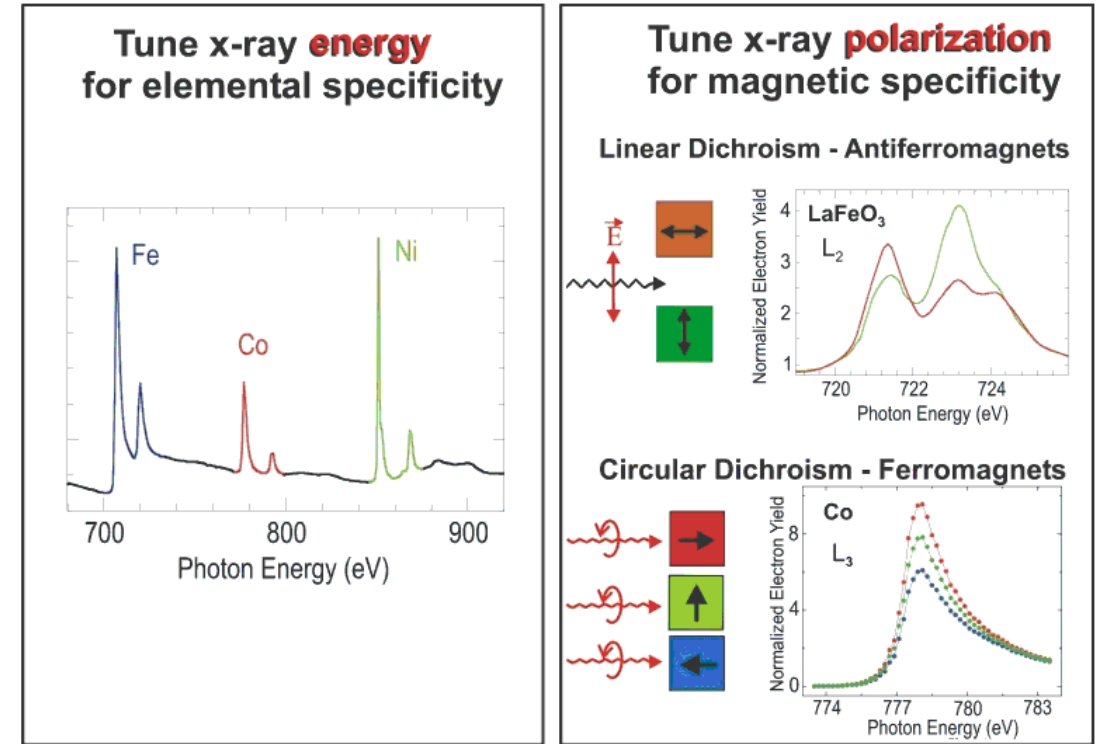 Tune x-ray energy
for elemental specificity
Fe
Ni
Co
700
800
900
Photon Energy (eV)
Tune x-ray polarization
for magnetic specificity
Linear Dichroism - Antiferromagnets
E
Normalized Electron Yield
4
3
2
1
LaFeO3
L2
720
722
724
Photon Energy (eV)
Circular Dichroism - Ferromagnets
Normalized Electron Yield
8
4
0
Co
L3
774
777
780
783
Photon Energy (eV)